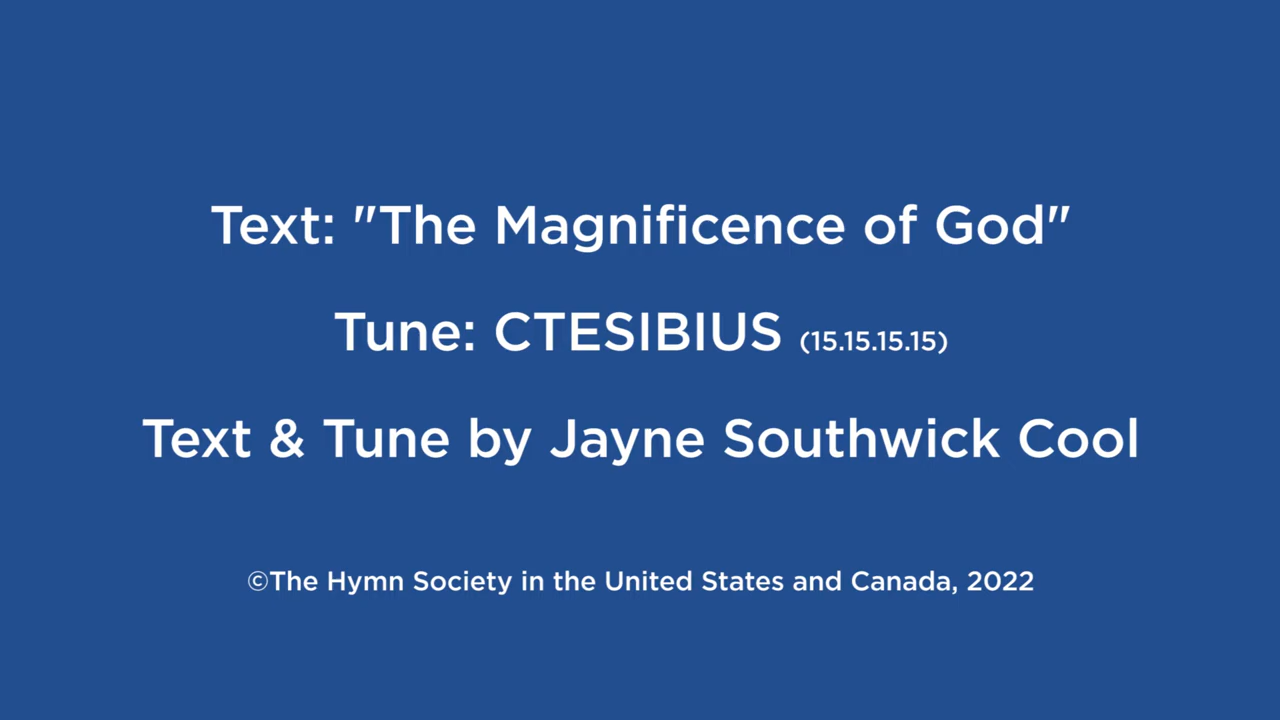 Text: "The Magnificence of God"
Tune: CTESIBIUS (15.15.15.15)
Text & Tune by Jayne Southwick Cool
©The Hymn Society in the United States and Canada, 2022